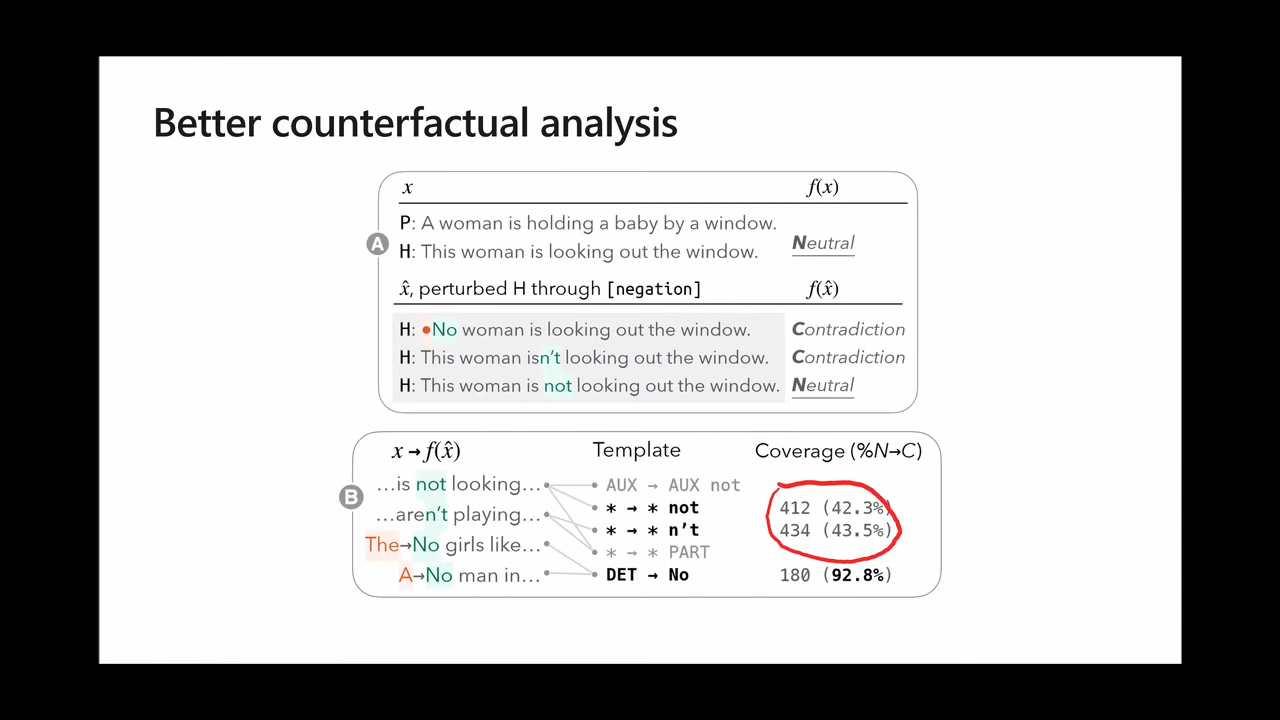 Better counterfactual analysis
x f(x)
A
P: A woman is holding a baby by a window.
H: This woman is looking out the window.
Neutral
x̂, perturbed H through [negation] f(x̂)
H: •No woman is looking out the window. Contradiction
H: This woman isn't looking out the window. Contradiction
H: This woman is not looking out the window. Neutral
B
x → f(x̂) Template Coverage (%N→C)
...is not looking... AUX → AUX not
* → * not 412 (42.3%)
...aren't playing... * → * n't 434 (43.5%)
The→No girls like... * → * PART
A→No man in... DET → No 180 (92.8%)